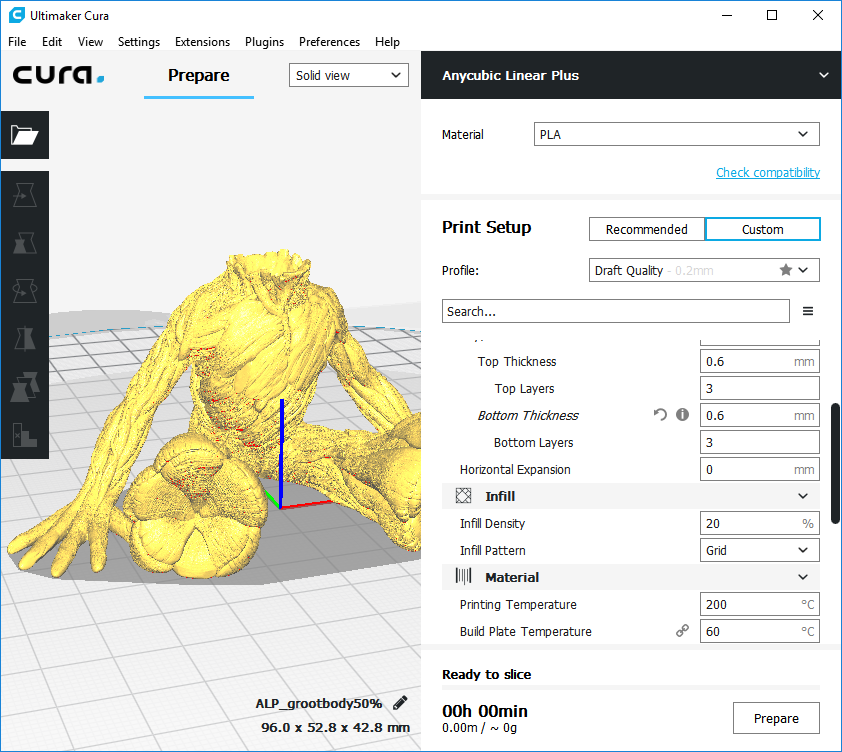 Ultimaker Cura
File Edit View Settings Extensions Plugins Preferences Help
cura.
Prepare
Solid view
Anycubic Linear Plus
Material
PLA
Check compatibility
Print Setup
Recommended
Custom
Profile:
Draft Quality - 0.2mm
Search...
Top Thickness 0.6 mm
Top Layers 3
Bottom Thickness 0.6 mm
Bottom Layers 3
Horizontal Expansion 0 mm
Infill
Infill Density 20 %
Infill Pattern Grid
Material
Printing Temperature 200 °C
Build Plate Temperature 60 °C
Ready to slice
00h 00min
0.00m / ~ 0g
Prepare
ALP_grootbody50%
96.0 x 52.8 x 42.8 mm